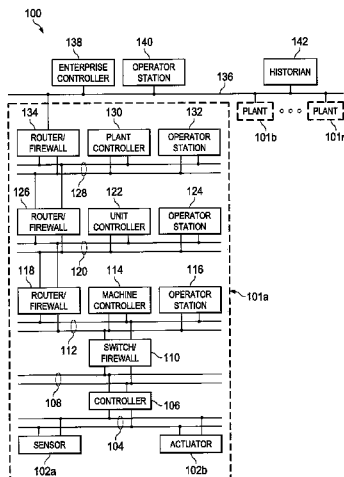 100
138
140
142
ENTERPRISE CONTROLLER
OPERATOR STATION
136
HISTORIAN
134
130
132
PLANT
PLANT
ROUTER/ FIREWALL
PLANT CONTROLLER
OPERATOR STATION
101b
101n
128
126
122
124
ROUTER/ FIREWALL
UNIT CONTROLLER
OPERATOR STATION
120
118
114
116
ROUTER/ FIREWALL
MACHINE CONTROLLER
OPERATOR STATION
101a
112
SWITCH/ FIREWALL
110
108
CONTROLLER
106
104
SENSOR
ACTUATOR
102a
102b